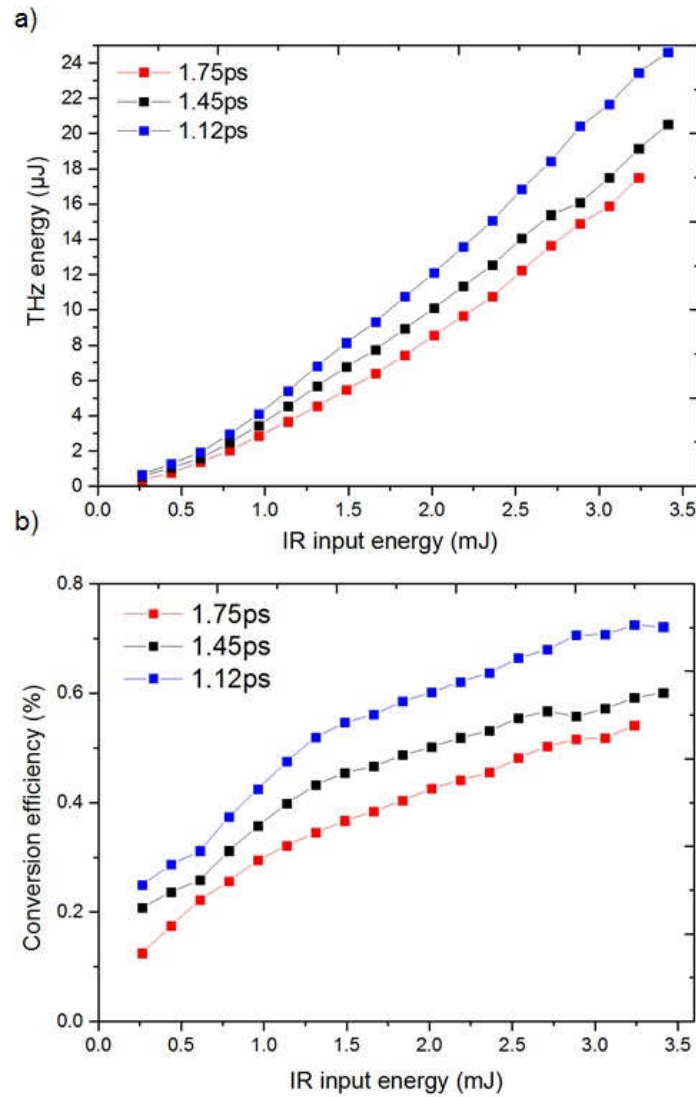 a)
24
22
20
18
16
14
12
10
8
6
4
2
0
THz energy (µJ)
1.75ps
1.45ps
1.12ps
0.0 0.5 1.0 1.5 2.0 2.5 3.0 3.5
IR input energy (mJ)
b)
0.8
0.6
0.4
0.2
0.0
Conversion efficiency (%)
1.75ps
1.45ps
1.12ps
0.0 0.5 1.0 1.5 2.0 2.5 3.0 3.5
IR input energy (mJ)